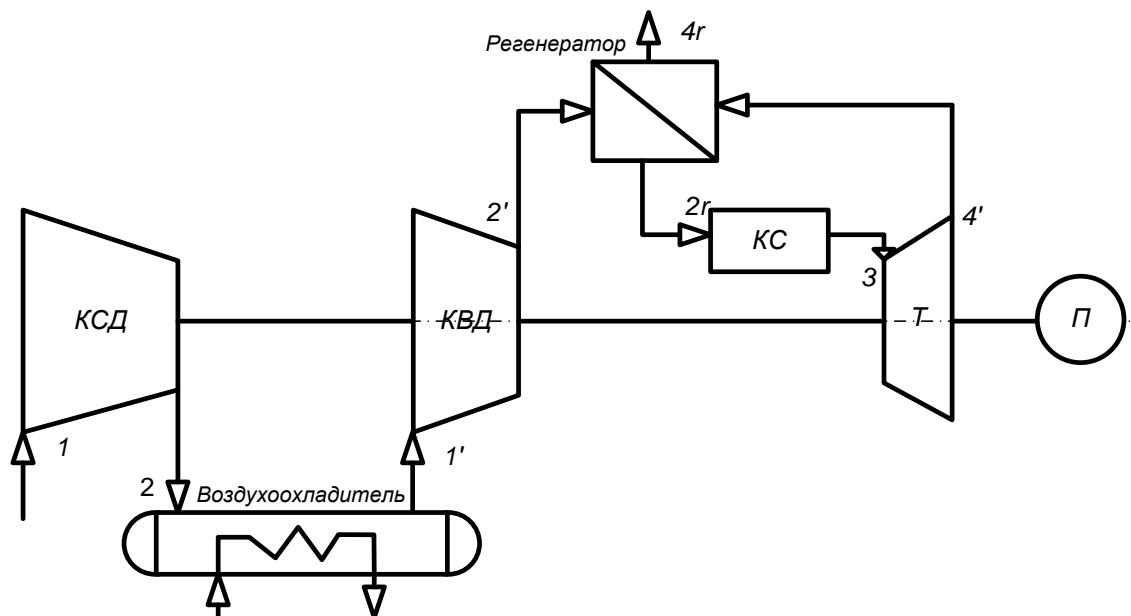 Регенератор
4r
2'
2r
КС
4'
3
КСД
КВД
Т
П
1
1'
2
Воздухоохладитель